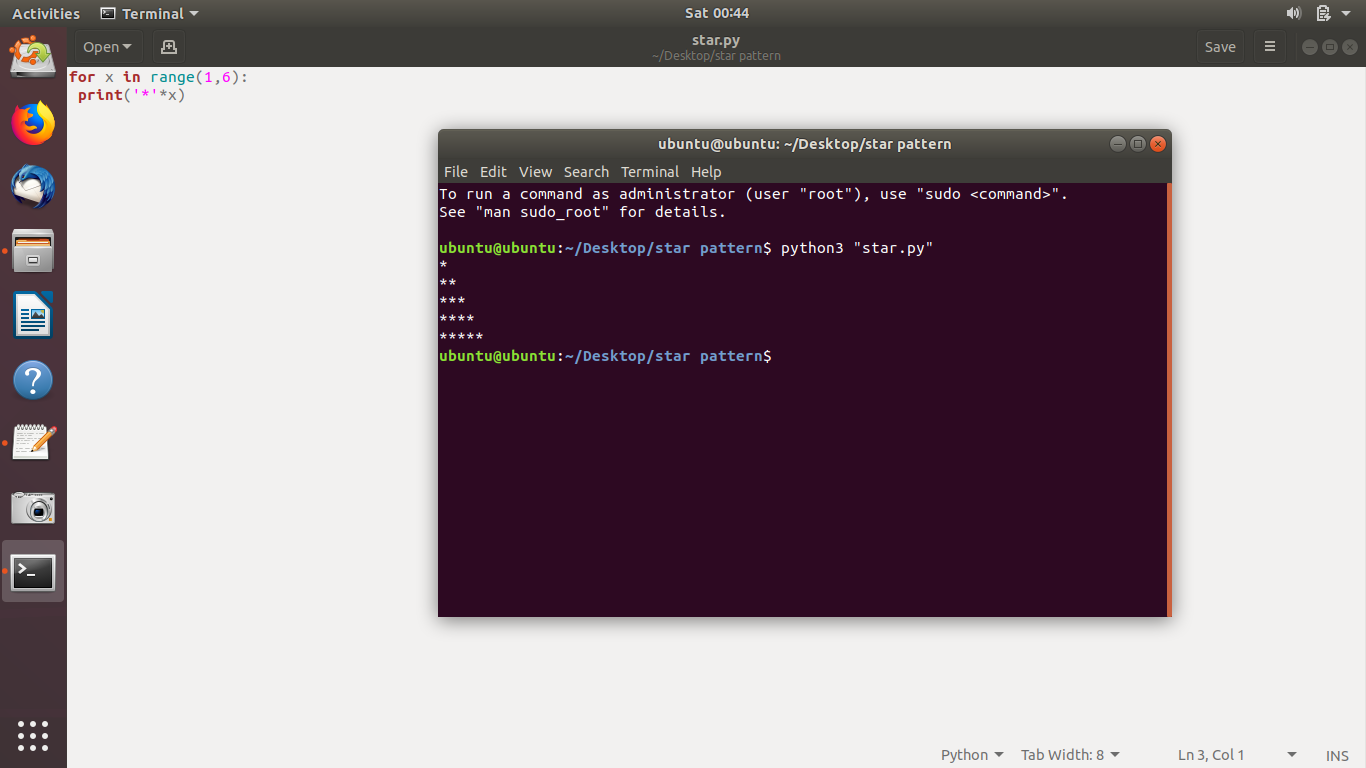 Activities Terminal Sat 00:44
Open star.py Save
~/Desktop/star pattern
for x in range(1,6):
 print('*'*x)
ubuntu@ubuntu: ~/Desktop/star pattern
File Edit View Search Terminal Help
To run a command as administrator (user "root"), use "sudo <command>".
See "man sudo_root" for details.
ubuntu@ubuntu:~/Desktop/star pattern$ python3 "star.py"
*
**
***
****
*****
ubuntu@ubuntu:~/Desktop/star pattern$
Python Tab Width: 8 Ln 3, Col 1 INS